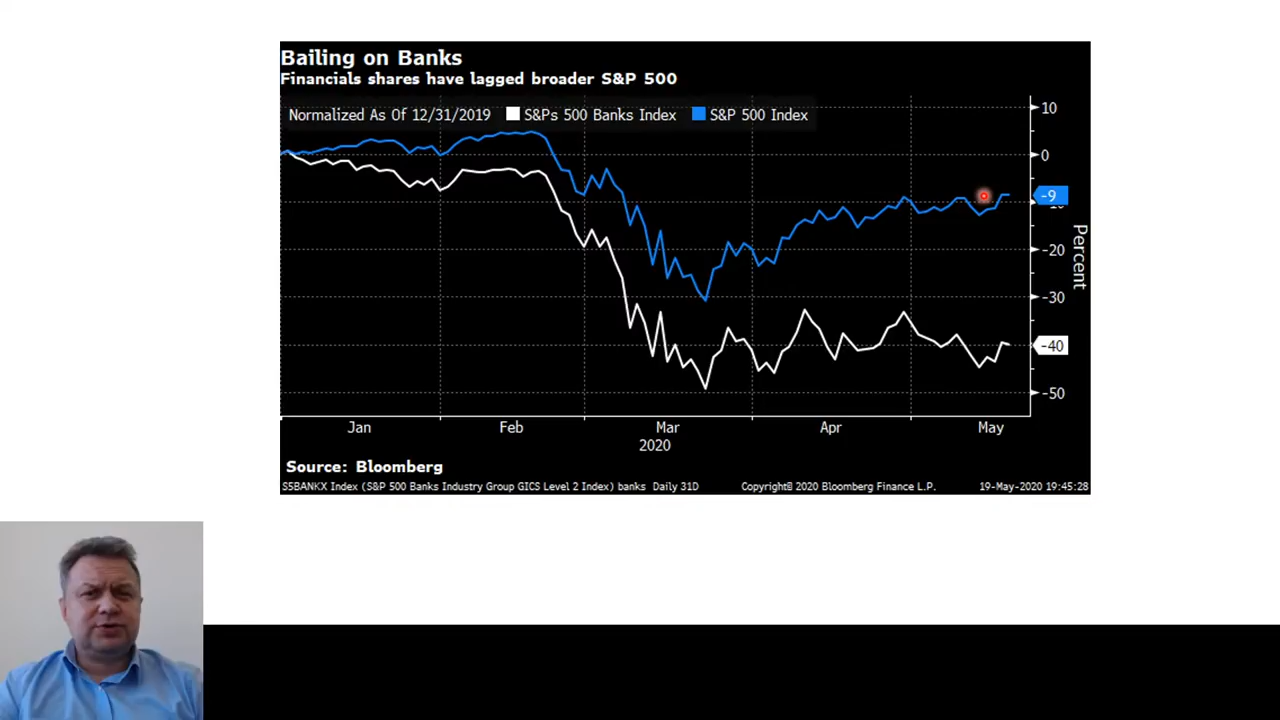 Bailing on Banks
Financials shares have lagged broader S&P 500
Normalized As Of 12/31/2019 S&Ps 500 Banks Index S&P 500 Index
10
0
-9
-10
-20
-30
-40
-50
Percent
Jan Feb Mar Apr May
2020
Source: Bloomberg
S5BANKX Index (S&P 500 Banks Industry Group GICS Level 2 Index) banks Daily 31D Copyright© 2020 Bloomberg Finance L.P. 19-May-2020 19:45:28